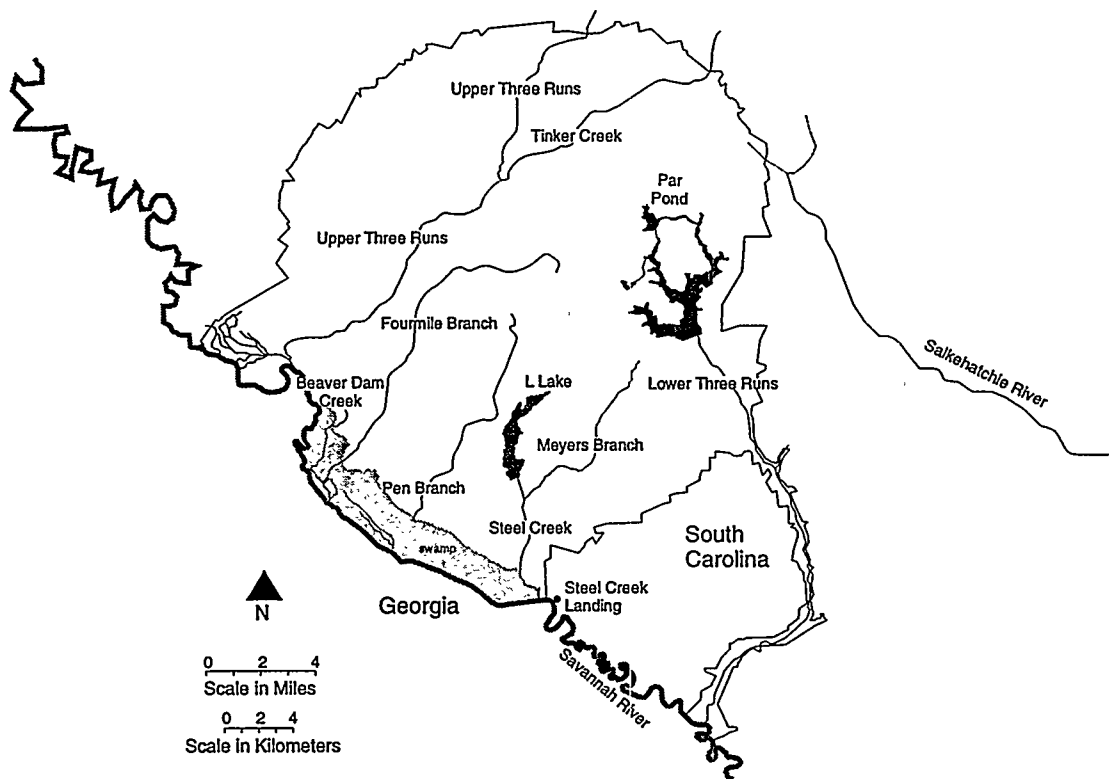 Upper Three Runs
Tinker Creek
Par
Pond
Upper Three Runs
Fourmile Branch
Salkehatchie River
Beaver Dam
Creek
L Lake
Lower Three Runs
Meyers Branch
Pen Branch
Steel Creek
South
Carolina
swamp
Steel Creek
Landing
Georgia
N
Savannah River
0 2 4
Scale in Miles
0 2 4
Scale in Kilometers